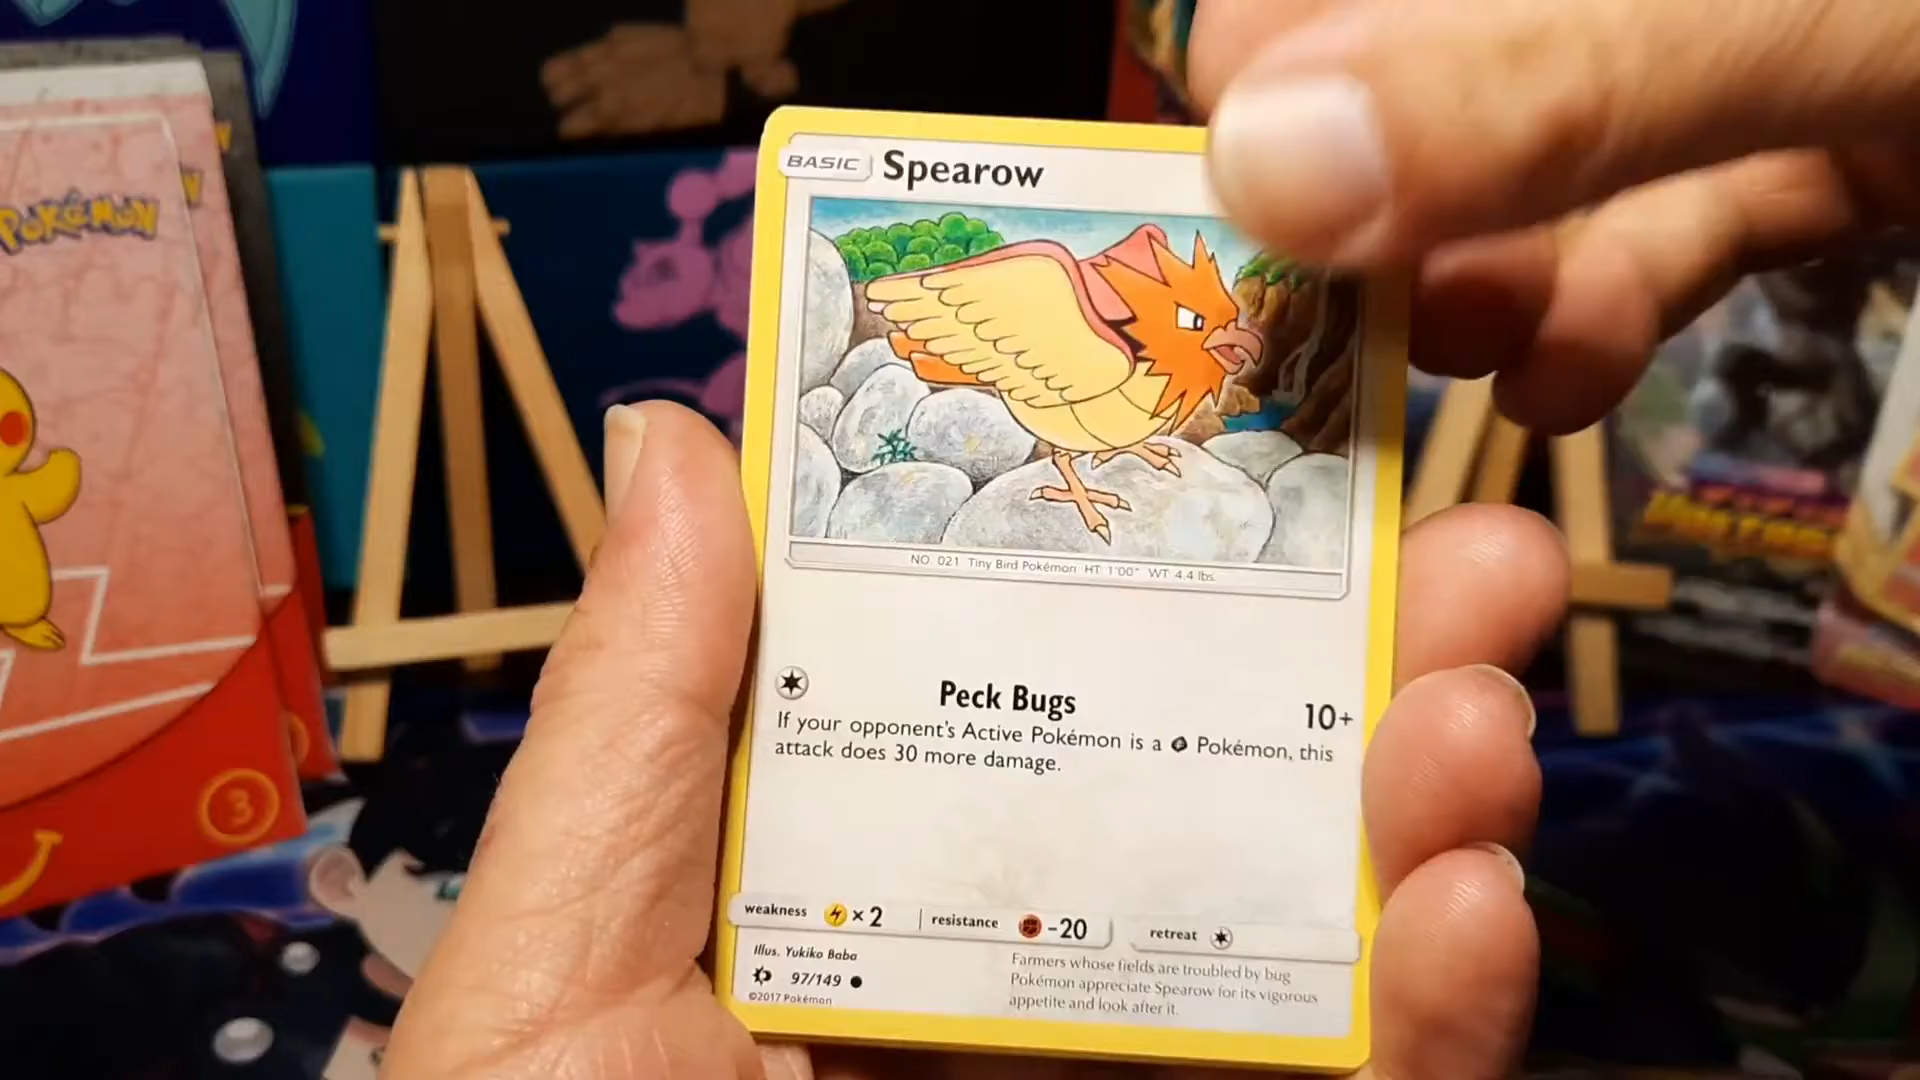 POKéMON
BASIC Spearow
NO. 021 Tiny Bird Pokémon HT: 1'00" WT: 4.4 lbs.
Peck Bugs 10+
If your opponent's Active Pokémon is a Pokémon, this
attack does 30 more damage.
weakness ×2 resistance -20 retreat
Illus. Yukiko Baba
97/149
©2017 Pokémon
Farmers whose fields are troubled by bug
Pokémon appreciate Spearow for its vigorous
appetite and look after it.
3